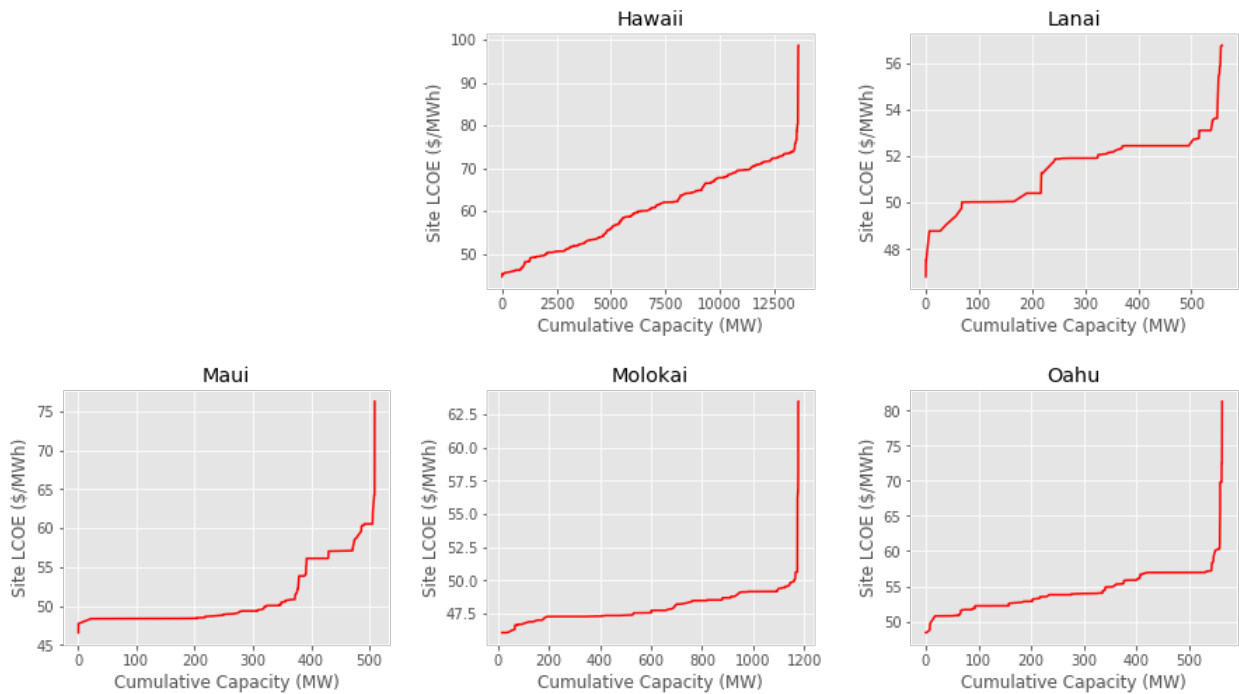 Hawaii
Site LCOE ($/MWh)
100
90
80
70
60
50
0 2500 5000 7500 10000 12500
Cumulative Capacity (MW)
Lanai
Site LCOE ($/MWh)
56
54
52
50
48
0 100 200 300 400 500
Cumulative Capacity (MW)
Maui
Site LCOE ($/MWh)
75
70
65
60
55
50
45
0 100 200 300 400 500
Cumulative Capacity (MW)
Molokai
Site LCOE ($/MWh)
62.5
60.0
57.5
55.0
52.5
50.0
47.5
0 200 400 600 800 1000 1200
Cumulative Capacity (MW)
Oahu
Site LCOE ($/MWh)
80
75
70
65
60
55
50
0 100 200 300 400 500
Cumulative Capacity (MW)